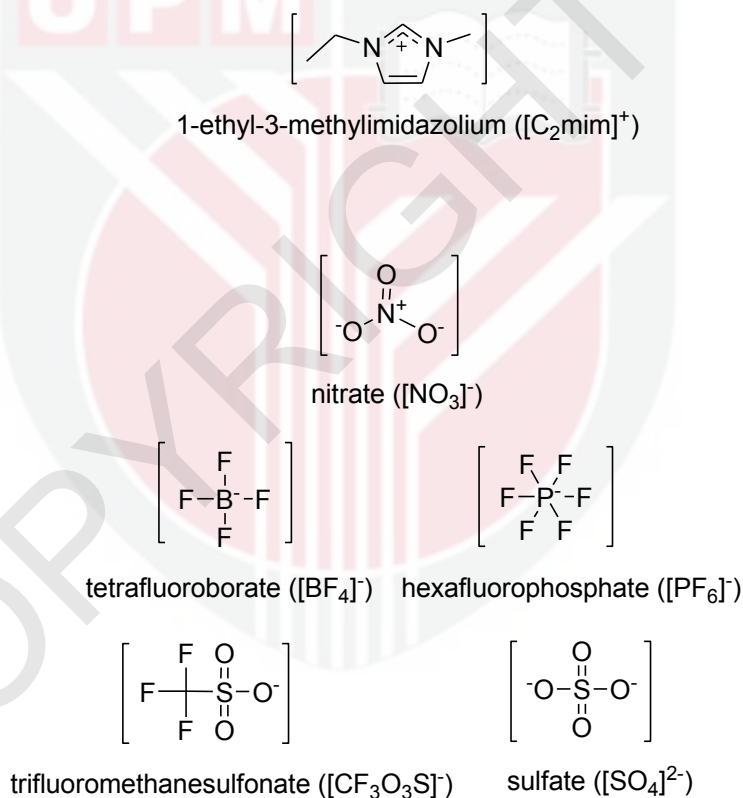 UPM
N + N
1-ethyl-3-methylimidazolium ([C₂mim]⁺)
COPYRIGHT
O
N⁺
⁻O O⁻
nitrate ([NO₃]⁻)
F F F
F B⁻ F F P⁻ F
F F F
tetrafluoroborate ([BF₄]⁻) hexafluorophosphate ([PF₆]⁻)
F O O
F S O⁻ ⁻O S O⁻
F O O
trifluoromethanesulfonate ([CF₃O₃S]⁻) sulfate ([SO₄]²⁻)